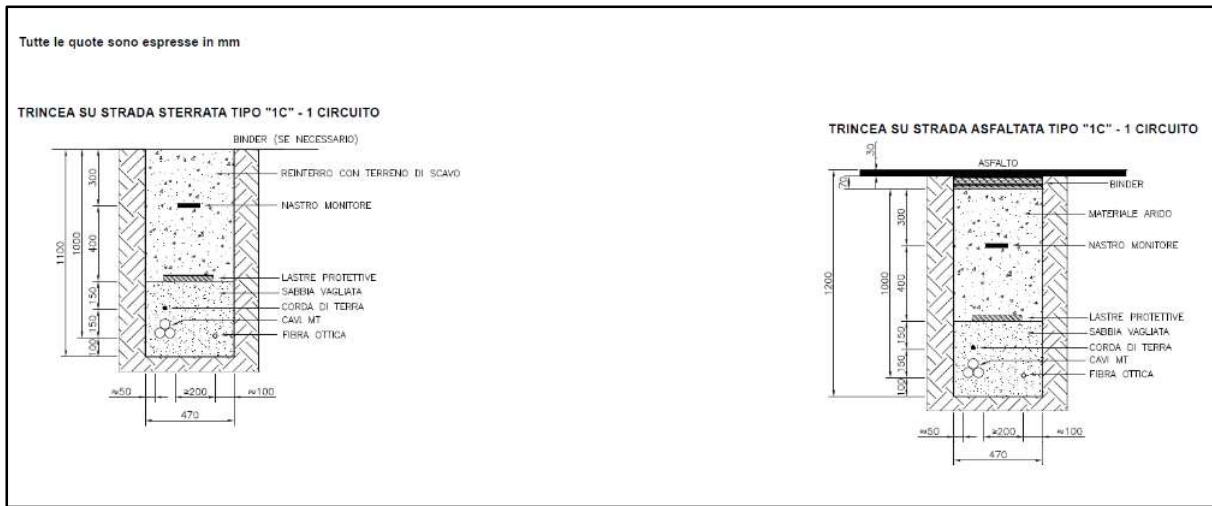 Tutte le quote sono espresse in mm
TRINCEA SU STRADA STERRATA TIPO "1C" - 1 CIRCUITO
BINDER (SE NECESSARIO)
REINTERRO CON TERRENO DI SCAVO
NASTRO MONITORE
LASTRE PROTETTIVE
SABBIA VAGLIATA
CORDA DI TERRA
CAVI MT
FIBRA OTTICA
1100
1000
300
400
150
150
100
≈50
≥200
≈100
470
TRINCEA SU STRADA ASFALTATA TIPO "1C" - 1 CIRCUITO
30
ASFALTO
70
BINDER
MATERIALE ARIDO
NASTRO MONITORE
LASTRE PROTETTIVE
SABBIA VAGLIATA
CORDA DI TERRA
CAVI MT
FIBRA OTTICA
1200
1000
300
400
150
150
100
≈50
≥200
≈100
470